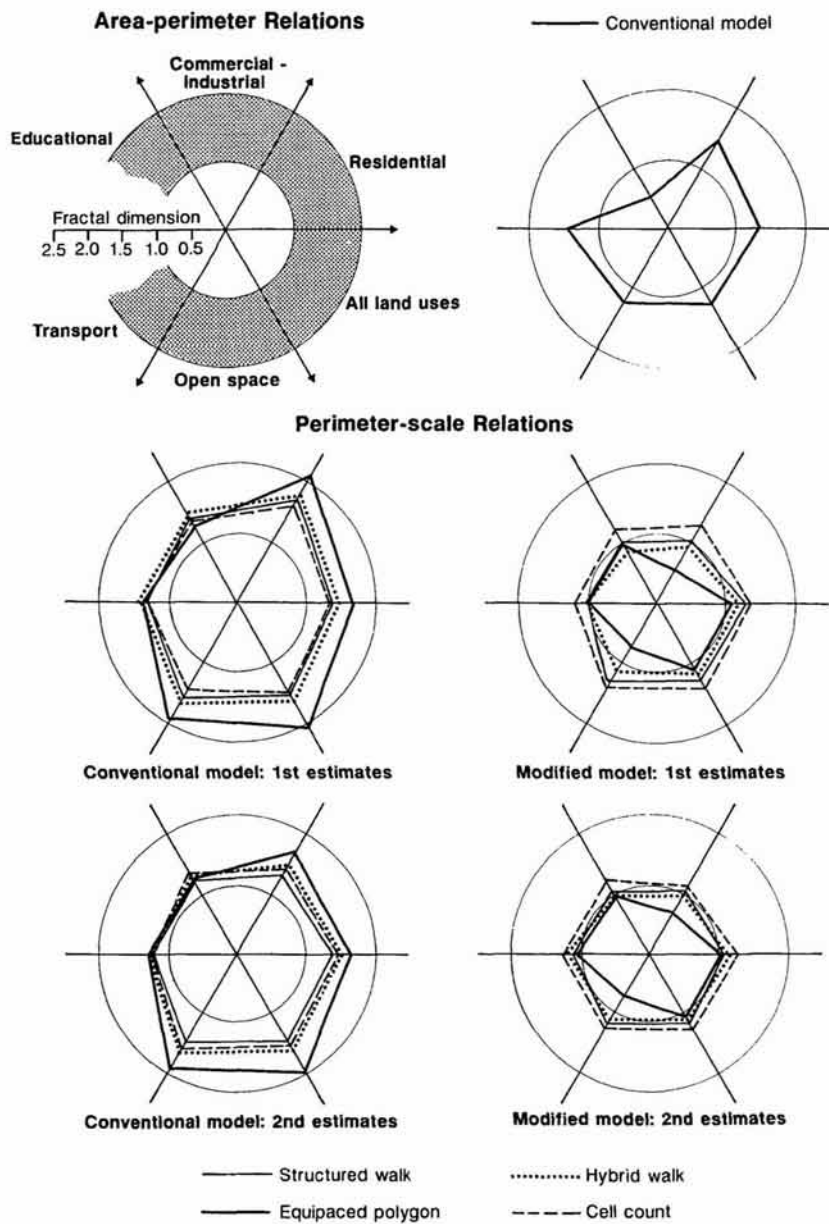 Area-perimeter Relations
Conventional model
Commercial -
Industrial
Educational
Residential
Fractal dimension
2.5 2.0 1.5 1.0 0.5
All land uses
Transport
Open space
Perimeter-scale Relations
Conventional model: 1st estimates
Modified model: 1st estimates
Conventional model: 2nd estimates
Modified model: 2nd estimates
Structured walk
Hybrid walk
Equipaced polygon
Cell count